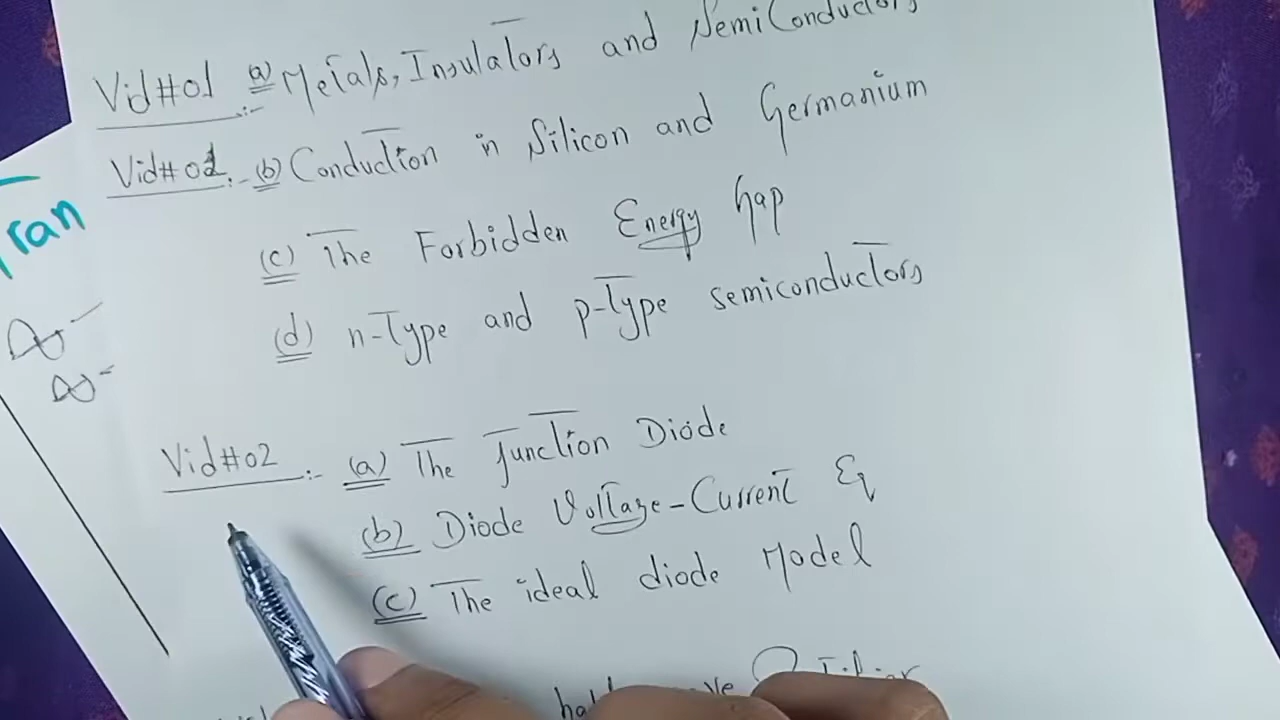 Vid#01 :- a) Metals, Insulators and SemiConductors
Vid#01 :- (b) Conduction in Silicon and Germanium
(c) The Forbidden Energy gap
(d) n-Type and p-Type semiconductors
Vid#02 :- (a) The Junction Diode
(b) Diode Voltage-Current Eq
(c) The ideal diode Model
Tran